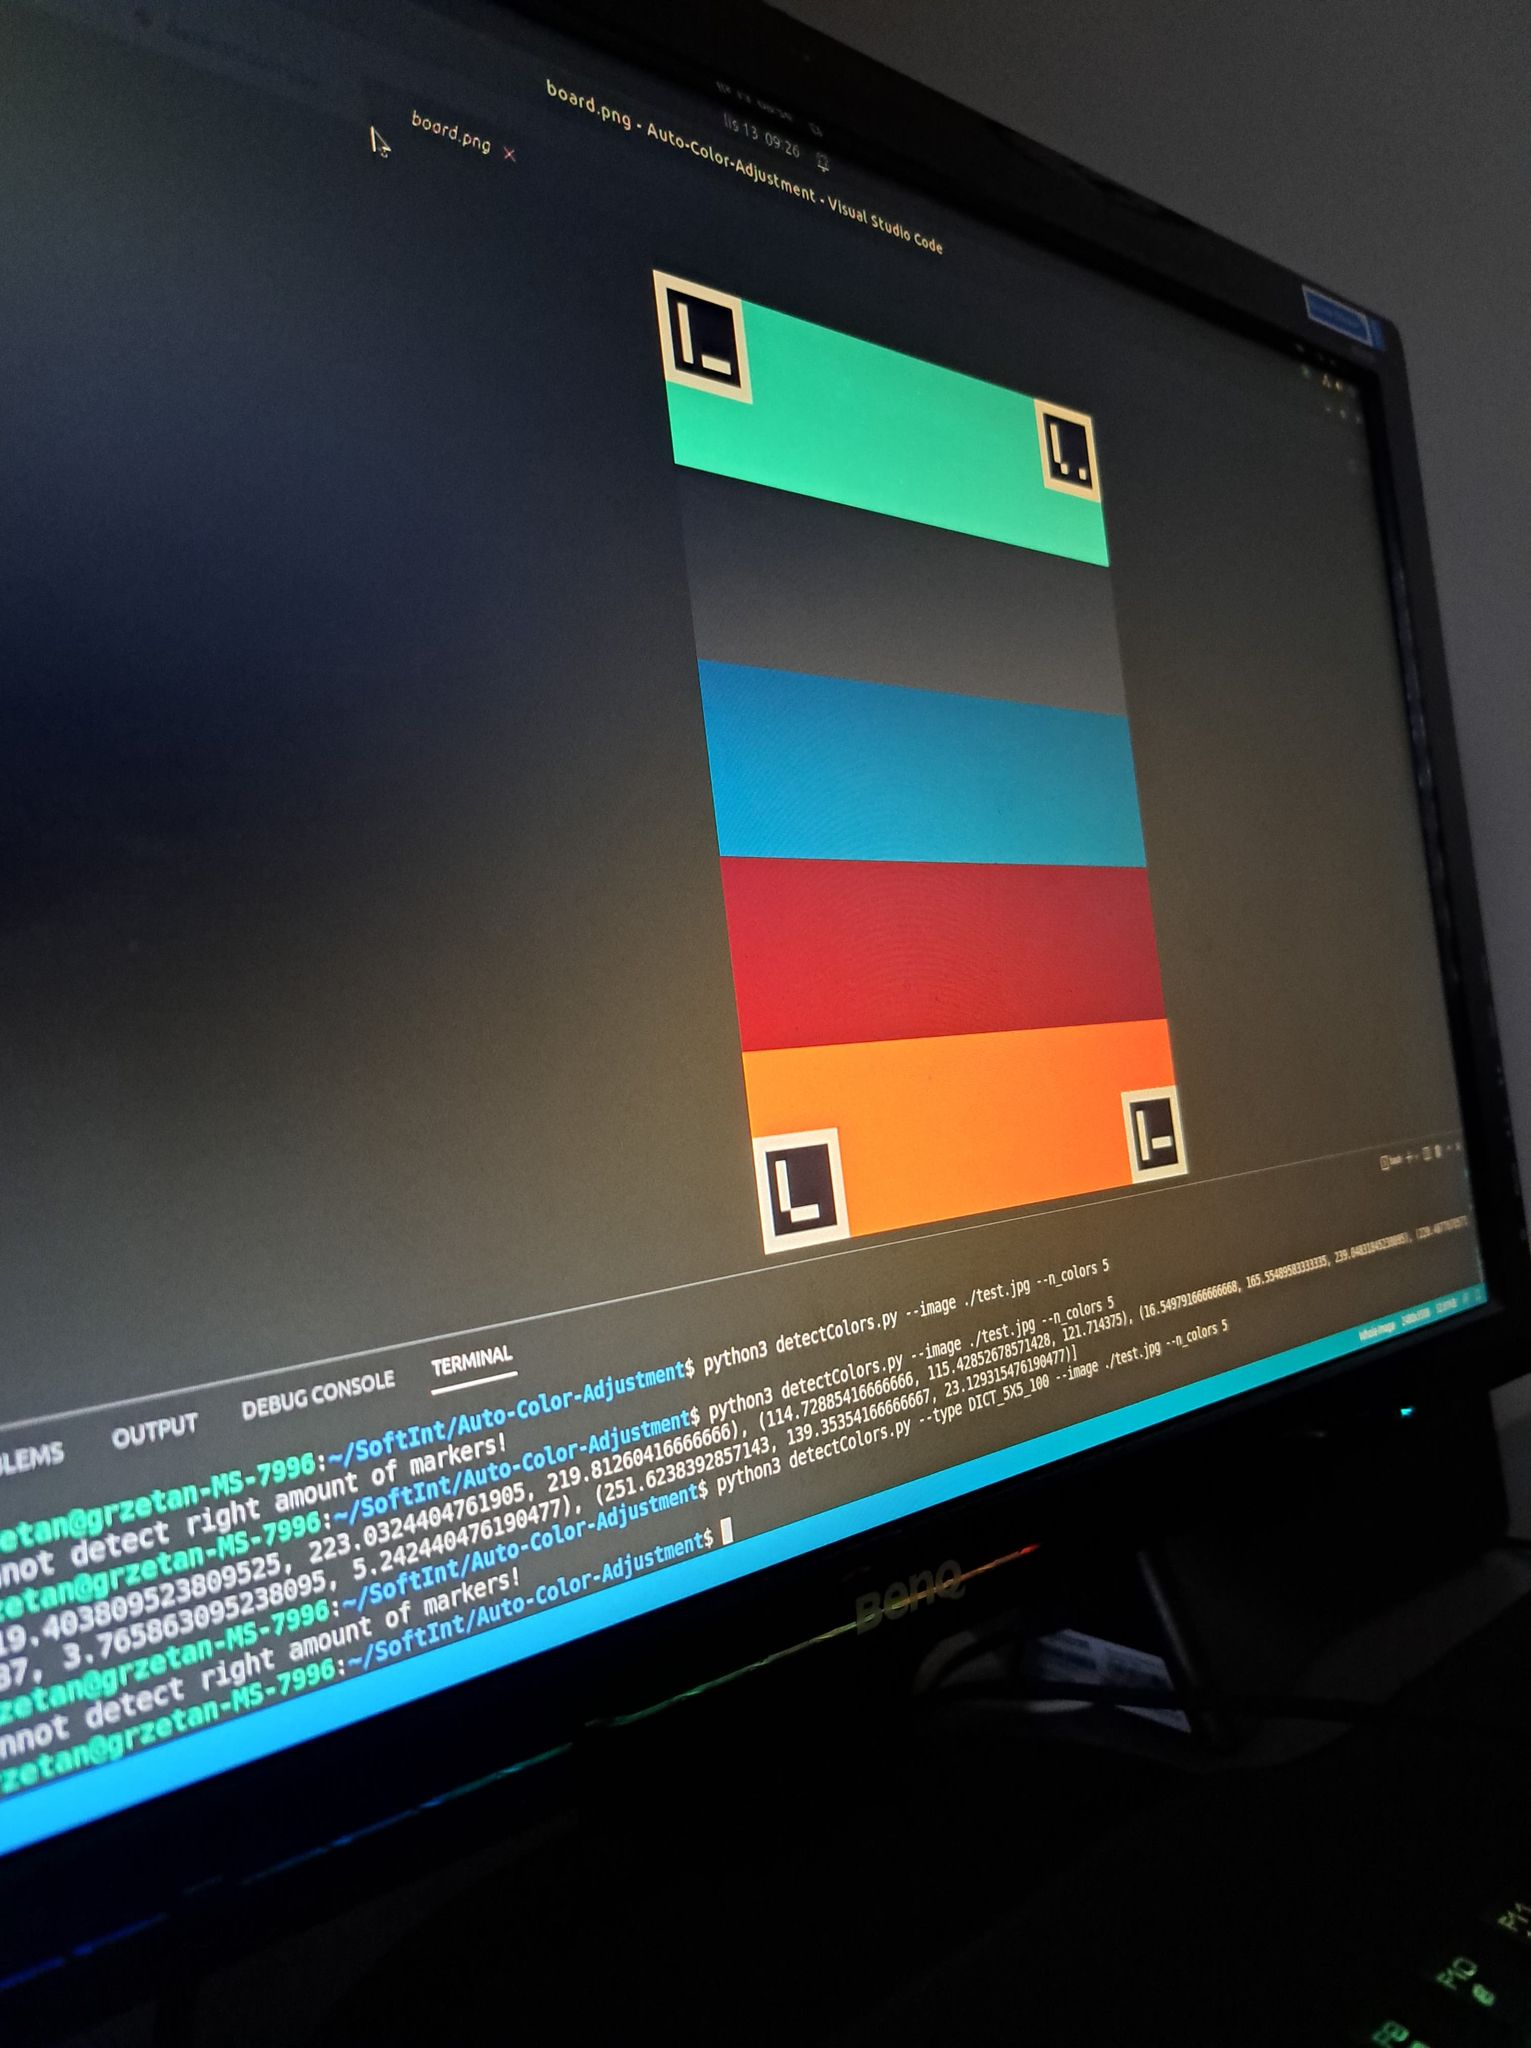 lis 13 09:26
board.png - Auto-Color-Adjustment - Visual Studio Code
board.png
OUTPUT DEBUG CONSOLE TERMINAL
etan@grzetan-MS-7996:~/SoftInt/Auto-Color-Adjustment$ python3 detectColors.py --image ./test.jpg --n_colors 5
nnot detect right amount of markers!
zetan@grzetan-MS-7996:~/SoftInt/Auto-Color-Adjustment$ python3 detectColors.py --image ./test.jpg --n_colors 5
19.403809523809525, 223.0324404761905, 219.81260416666666), (114.72885416666666, 115.42852678571428, 121.714375), (16.549791666666668, 165.55489583333335,
37, 3.765863095238095, 5.242440476190477), (251.6238392857143, 139.35354166666667, 23.129315476190477)]
zetan@grzetan-MS-7996:~/SoftInt/Auto-Color-Adjustment$ python3 detectColors.py --type DICT_5X5_100 --image ./test.jpg --n_colors 5
nnot detect right amount of markers!
zetan@grzetan-MS-7996:~/SoftInt/Auto-Color-Adjustment$
BenQ
F11
F10
F9